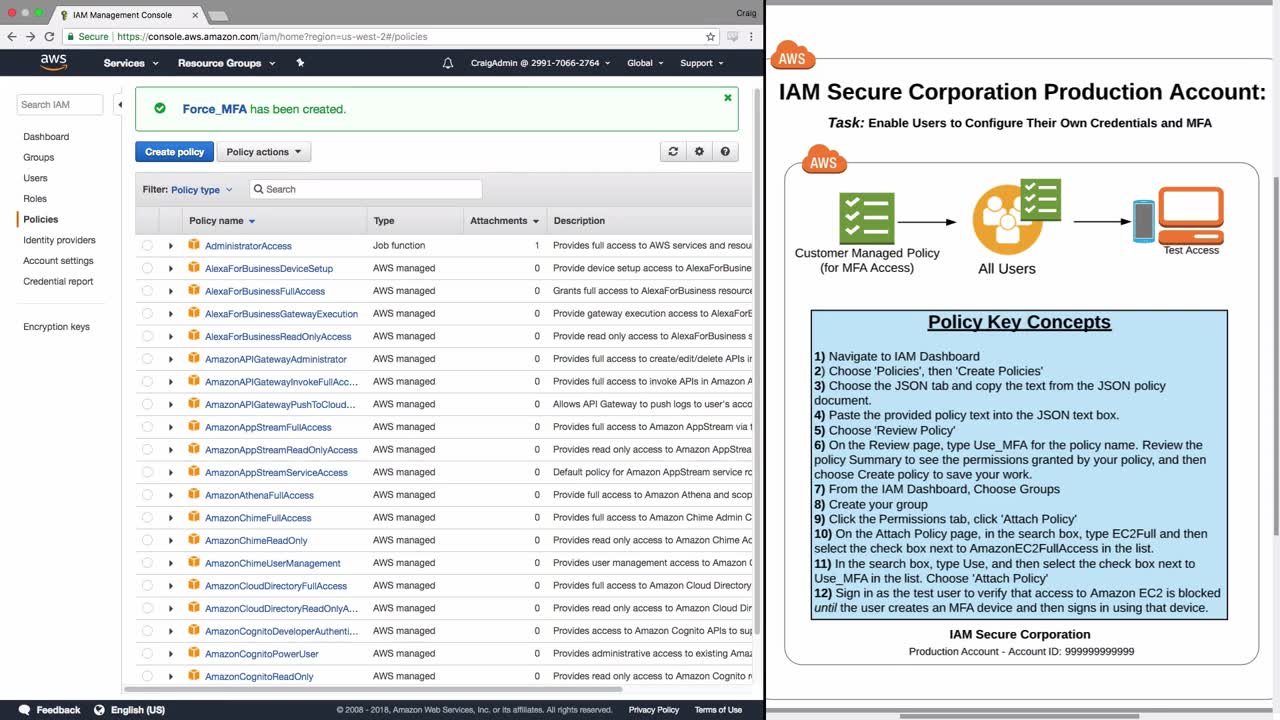 IAM Management Console
Craig
Secure | https://console.aws.amazon.com/iam/home?region=us-west-2#/policies
aws
Services
Resource Groups
CraigAdmin @ 2991-7066-2764
Global
Support
Search IAM
Dashboard
Groups
Users
Roles
Policies
Identity providers
Account settings
Credential report
Encryption keys
Force_MFA has been created.
Create policy
Policy actions
Filter: Policy type
Search
Policy name Type Attachments Description
AdministratorAccess Job function 1 Provides full access to AWS services and resou
AlexaForBusinessDeviceSetup AWS managed 0 Provide device setup access to AlexaForBusine
AlexaForBusinessFullAccess AWS managed 0 Grants full access to AlexaForBusiness resource
AlexaForBusinessGatewayExecution AWS managed 0 Provide gateway execution access to AlexaForB
AlexaForBusinessReadOnlyAccess AWS managed 0 Provide read only access to AlexaForBusiness s
AmazonAPIGatewayAdministrator AWS managed 0 Provides full access to create/edit/delete APIs in
AmazonAPIGatewayInvokeFullAcc... AWS managed 0 Provides full access to invoke APIs in Amazon A
AmazonAPIGatewayPushToCloud... AWS managed 0 Allows API Gateway to push logs to user's acco
AmazonAppStreamFullAccess AWS managed 0 Provides full access to Amazon AppStream via t
AmazonAppStreamReadOnlyAccess AWS managed 0 Provides read only access to Amazon AppStrea
AmazonAppStreamServiceAccess AWS managed 0 Default policy for Amazon AppStream service ro
AmazonAthenaFullAccess AWS managed 0 Provide full access to Amazon Athena and scop
AmazonChimeFullAccess AWS managed 0 Provides full access to Amazon Chime Admin C
AmazonChimeReadOnly AWS managed 0 Provides read only access to Amazon Chime Ad
AmazonChimeUserManagement AWS managed 0 Provides user management access to Amazon C
AmazonCloudDirectoryFullAccess AWS managed 0 Provides full access to Amazon Cloud Directory
AmazonCloudDirectoryReadOnlyA... AWS managed 0 Provides read only access to Amazon Cloud Dir
AmazonCognitoDeveloperAuthenti... AWS managed 0 Provides access to Amazon Cognito APIs to sup
AmazonCognitoPowerUser AWS managed 0 Provides administrative access to existing Amaz
AmazonCognitoReadOnly AWS managed 0 Provides read only access to Amazon Cognito r
Feedback
English (US)
© 2008 - 2018, Amazon Web Services, Inc. or its affiliates. All rights reserved.
Privacy Policy
Terms of Use
AWS
IAM Secure Corporation Production Account:
Task: Enable Users to Configure Their Own Credentials and MFA
AWS
Customer Managed Policy
(for MFA Access)
All Users
Test Access
Policy Key Concepts
1) Navigate to IAM Dashboard
2) Choose 'Policies', then 'Create Policies'
3) Choose the JSON tab and copy the text from the JSON policy
document.
4) Paste the provided policy text into the JSON text box.
5) Choose 'Review Policy'
6) On the Review page, type Use_MFA for the policy name. Review the
policy Summary to see the permissions granted by your policy, and then
choose Create policy to save your work.
7) From the IAM Dashboard, Choose Groups
8) Create your group
9) Click the Permissions tab, click 'Attach Policy'
10) On the Attach Policy page, in the search box, type EC2Full and then
select the check box next to AmazonEC2FullAccess in the list.
11) In the search box, type Use, and then select the check box next to
Use_MFA in the list. Choose 'Attach Policy'
12) Sign in as the test user to verify that access to Amazon EC2 is blocked
until the user creates an MFA device and then signs in using that device.
IAM Secure Corporation
Production Account - Account ID: 999999999999